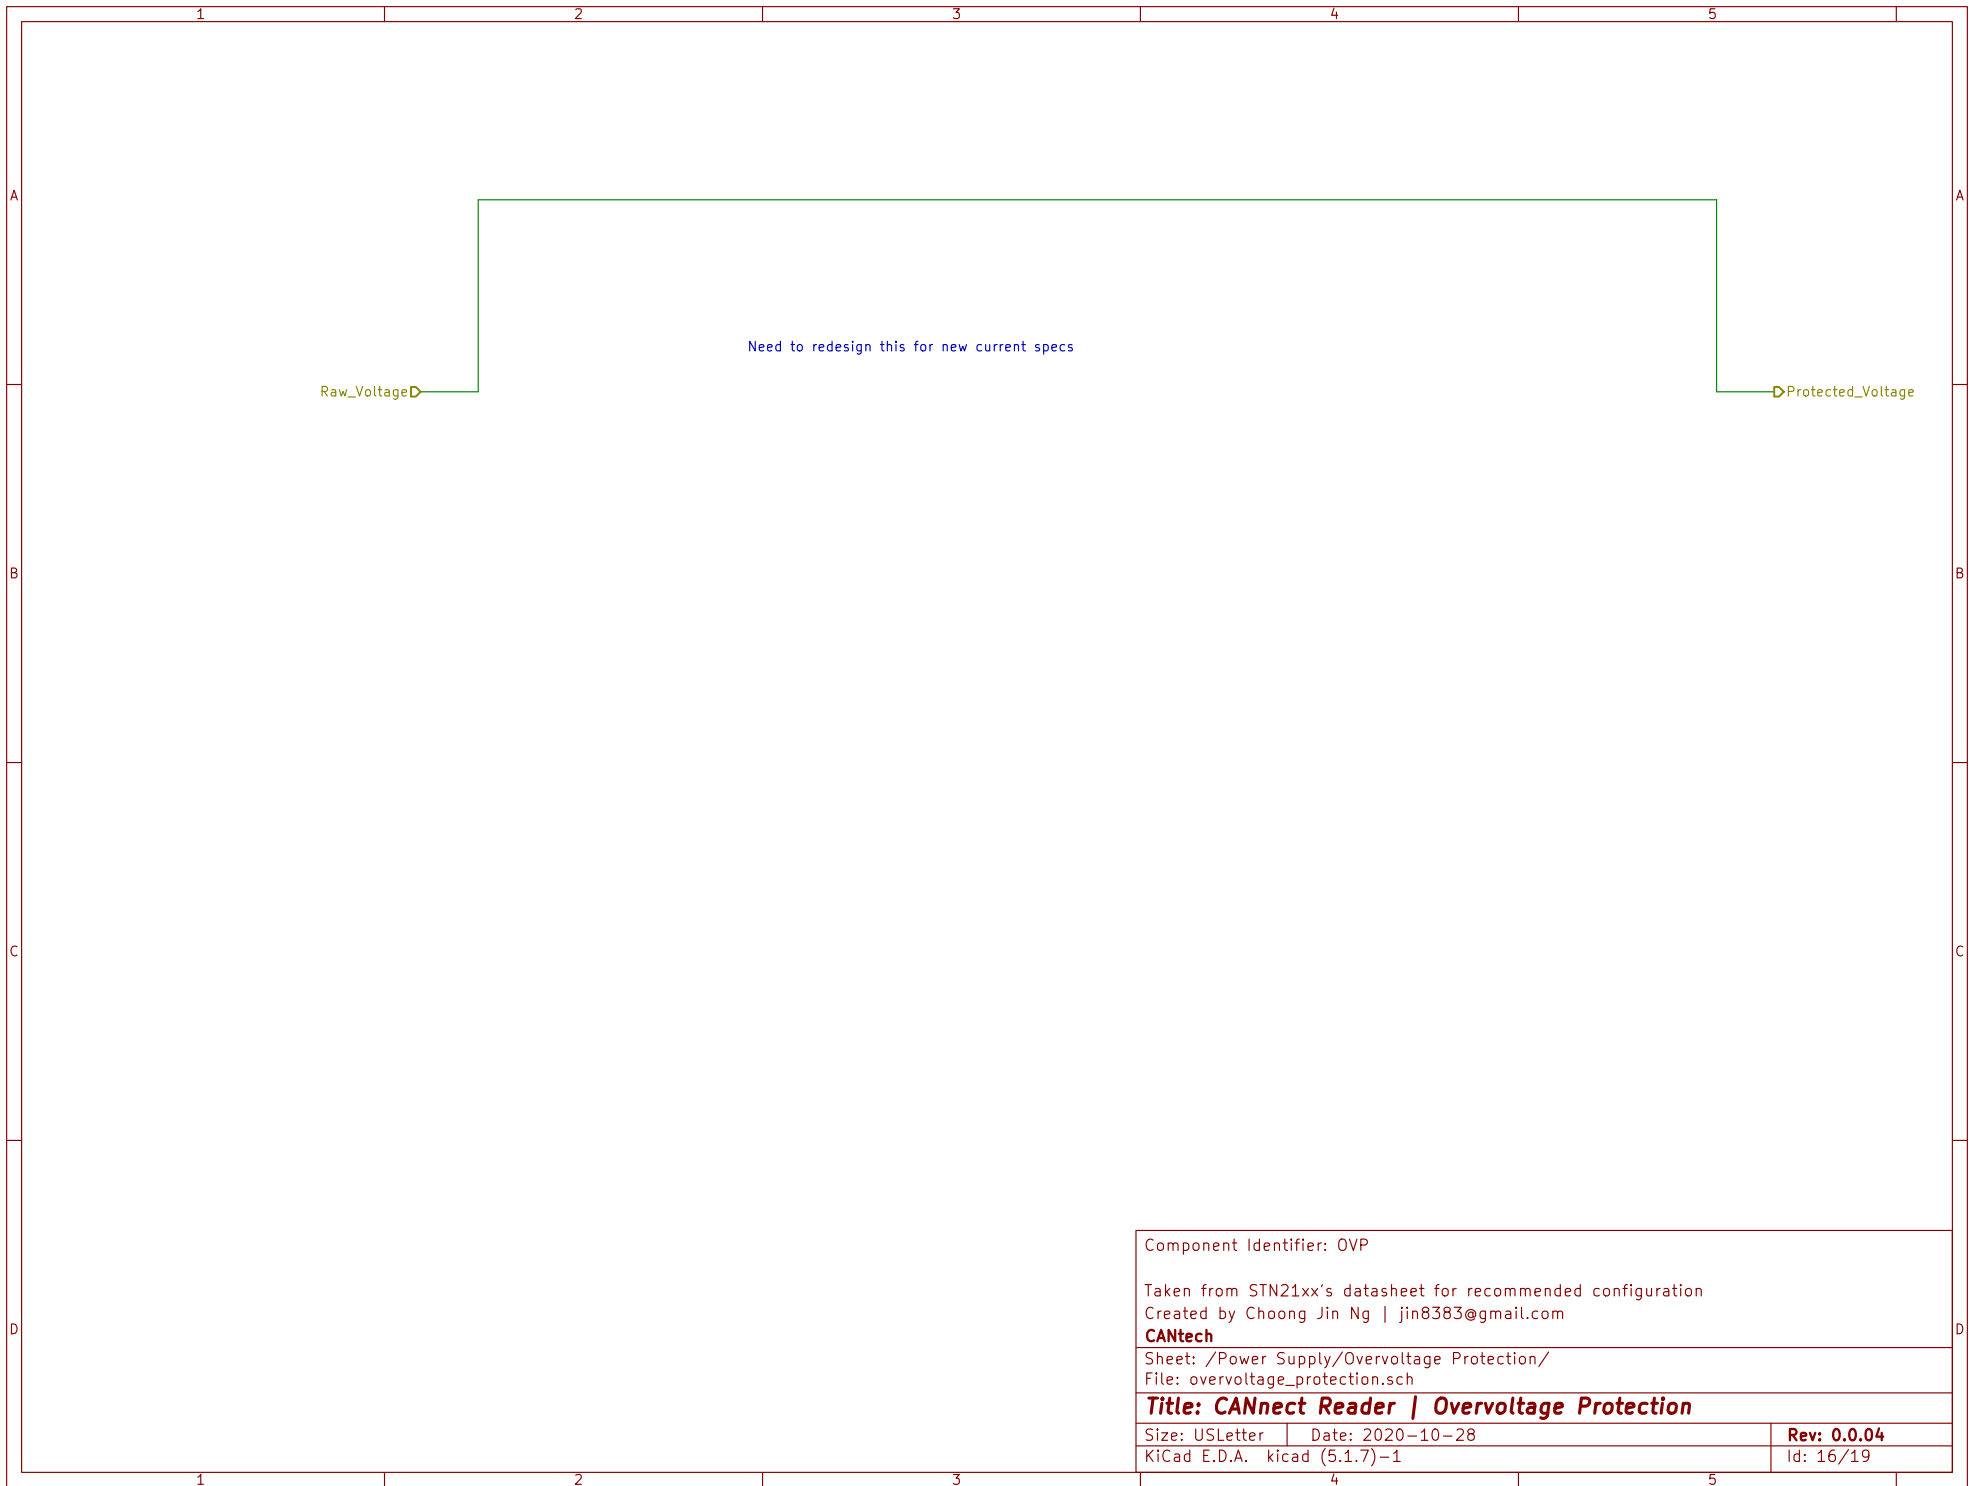 1 2 3 4 5
A A
Need to redesign this for new current specs
Raw_Voltage Protected_Voltage
B B
C C
Component Identifier: OVP
Taken from STN21xx's datasheet for recommended configuration
Created by Choong Jin Ng | jin8383@gmail.com
D D
CANtech
Sheet: /Power Supply/Overvoltage Protection/
File: overvoltage_protection.sch
Title: CANnect Reader | Overvoltage Protection
Size: USLetter Date: 2020-10-28 Rev: 0.0.04
KiCad E.D.A. kicad (5.1.7)-1 Id: 16/19
1 2 3 4 5